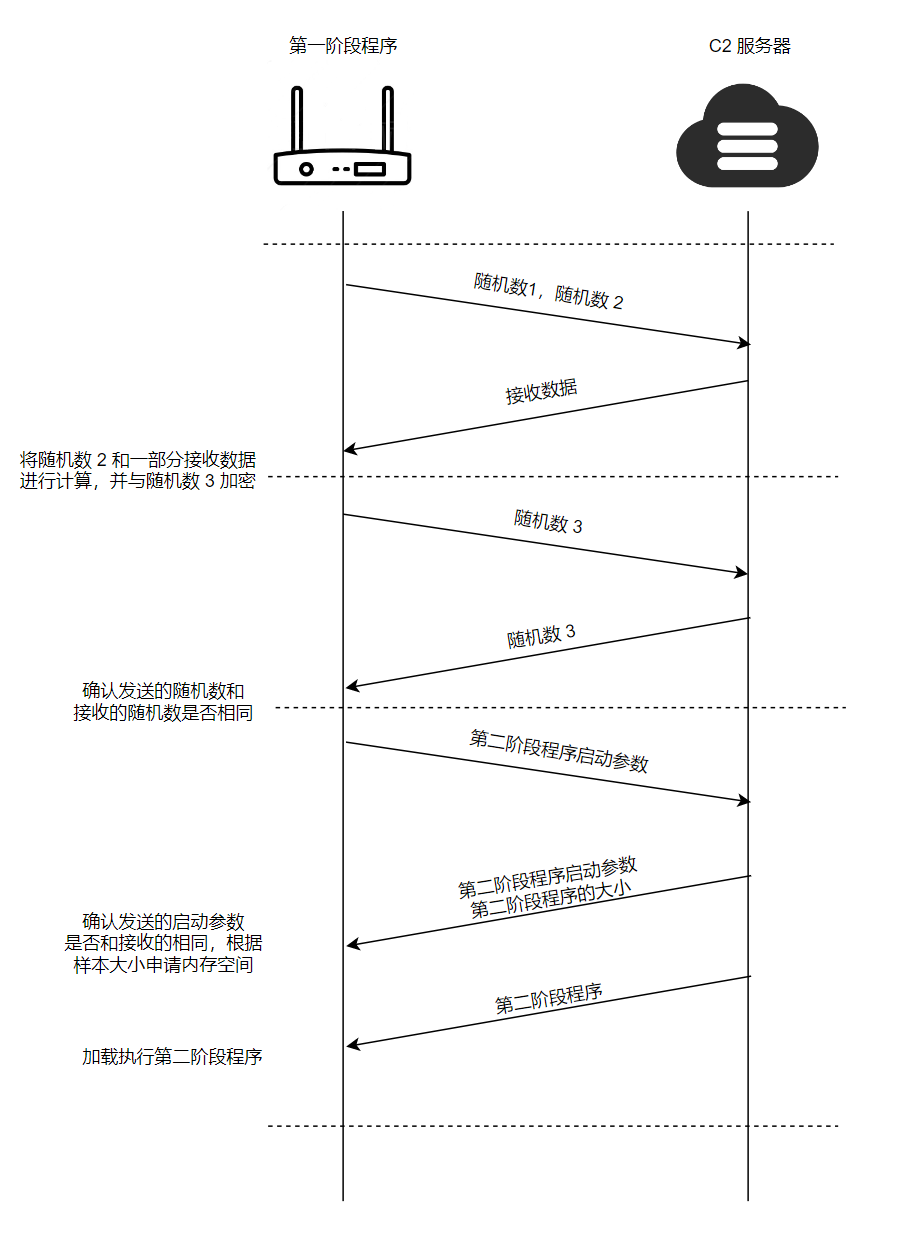 第一阶段程序
C2 服务器
随机数1，随机数 2
接收数据
将随机数 2 和一部分接收数据
进行计算，并与随机数 3 加密
随机数 3
随机数 3
确认发送的随机数和
接收的随机数是否相同
第二阶段程序启动参数
第二阶段程序启动参数
第二阶段程序的大小
确认发送的启动参数
是否和接收的相同，根据
样本大小申请内存空间
第二阶段程序
加载执行第二阶段程序